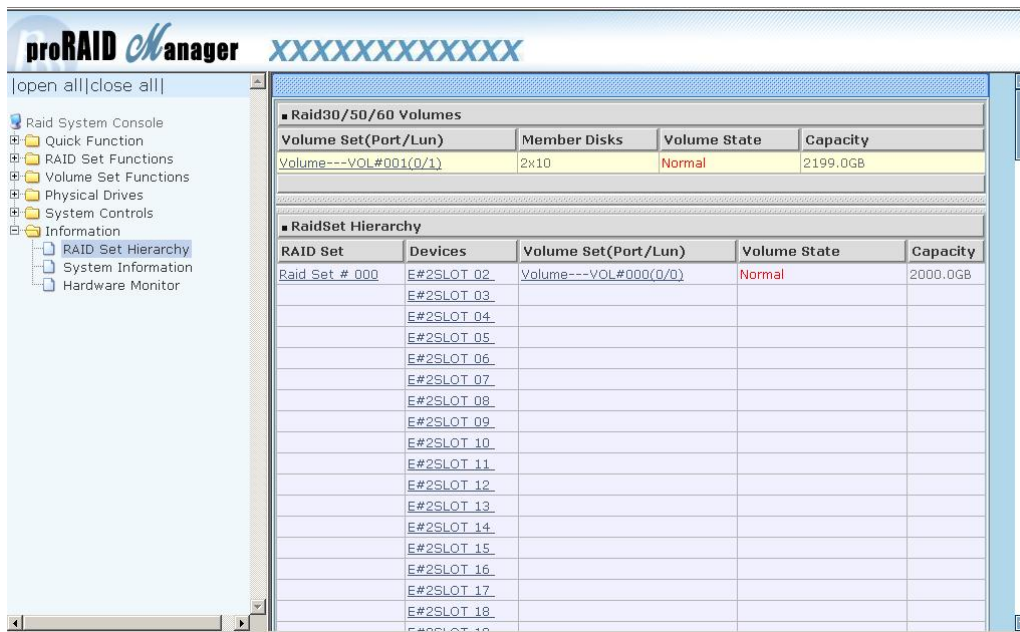 proRAID Manager XXXXXXXXXXXX
|open all|close all|
Raid System Console
Quick Function
RAID Set Functions
Volume Set Functions
Physical Drives
System Controls
Information
RAID Set Hierarchy
System Information
Hardware Monitor
Raid30/50/60 Volumes
Volume Set(Port/Lun) Member Disks Volume State Capacity
Volume---VOL#001(0/1) 2x10 Normal 2199.0GB
RaidSet Hierarchy
RAID Set Devices Volume Set(Port/Lun) Volume State Capacity
Raid Set # 000 E#2SLOT 02 Volume---VOL#000(0/0) Normal 2000.0GB
E#2SLOT 03
E#2SLOT 04
E#2SLOT 05
E#2SLOT 06
E#2SLOT 07
E#2SLOT 08
E#2SLOT 09
E#2SLOT 10
E#2SLOT 11
E#2SLOT 12
E#2SLOT 13
E#2SLOT 14
E#2SLOT 15
E#2SLOT 16
E#2SLOT 17
E#2SLOT 18